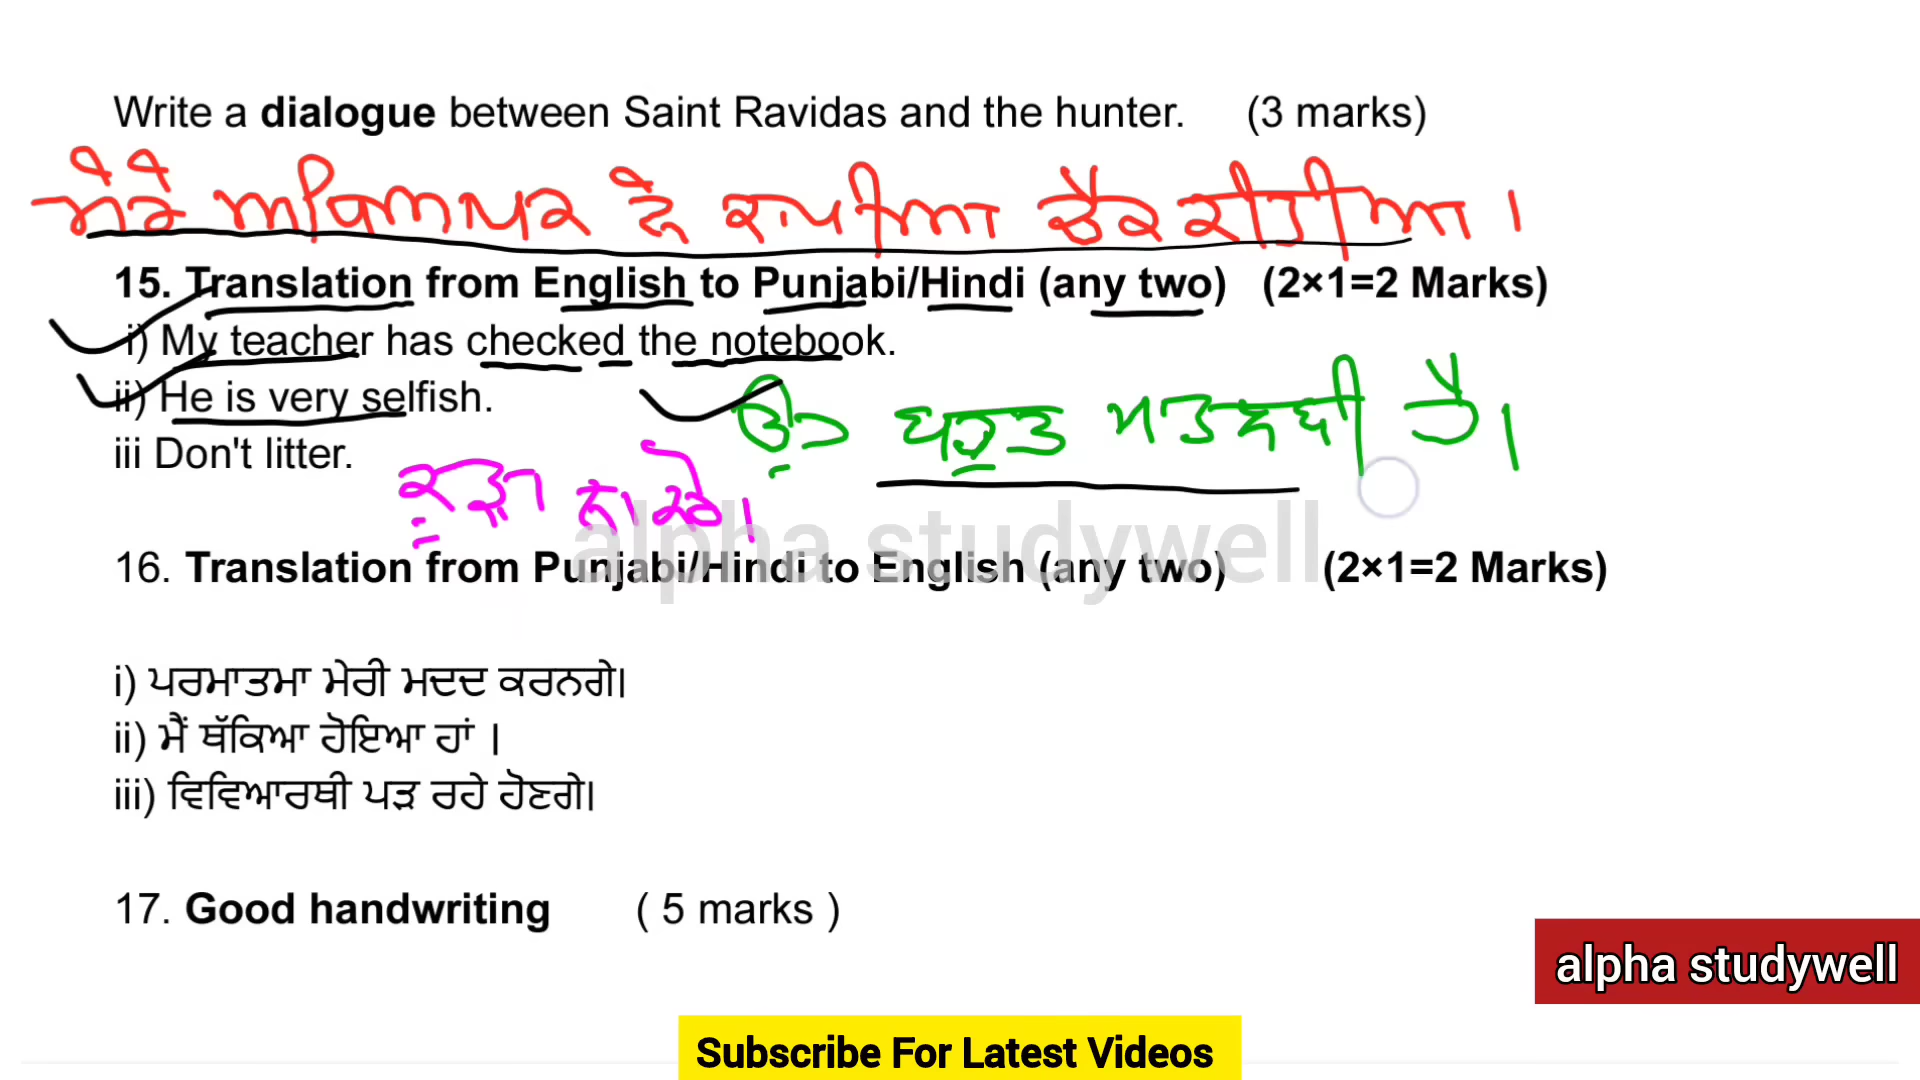 Write a dialogue between Saint Ravidas and the hunter. (3 marks)
ਮੇਰੇ ਅਧਿਆਪਕ ਨੇ ਕਾਪੀਆਂ ਚੈਕ ਕੀਤੀਆਂ ।
15. Translation from English to Punjabi/Hindi (any two) (2×1=2 Marks)
i) My teacher has checked the notebook.
ii) He is very selfish. ਉਹ ਬਹੁਤ ਮਤਲਬੀ ਹੈ।
iii Don't litter. ਕੂੜਾ ਨਾ ਕਰੋ।
alpha studywell
16. Translation from Punjabi/Hindi to English (any two) (2×1=2 Marks)
i) ਪਰਮਾਤਮਾ ਮੇਰੀ ਮਦਦ ਕਰਨਗੇ।
ii) ਮੈਂ ਥੱਕਿਆ ਹੋਇਆ ਹਾਂ |
iii) ਵਿਵਿਆਰਥੀ ਪੜ ਰਹੇ ਹੋਣਗੇ।
17. Good handwriting ( 5 marks )
alpha studywell
Subscribe For Latest Videos